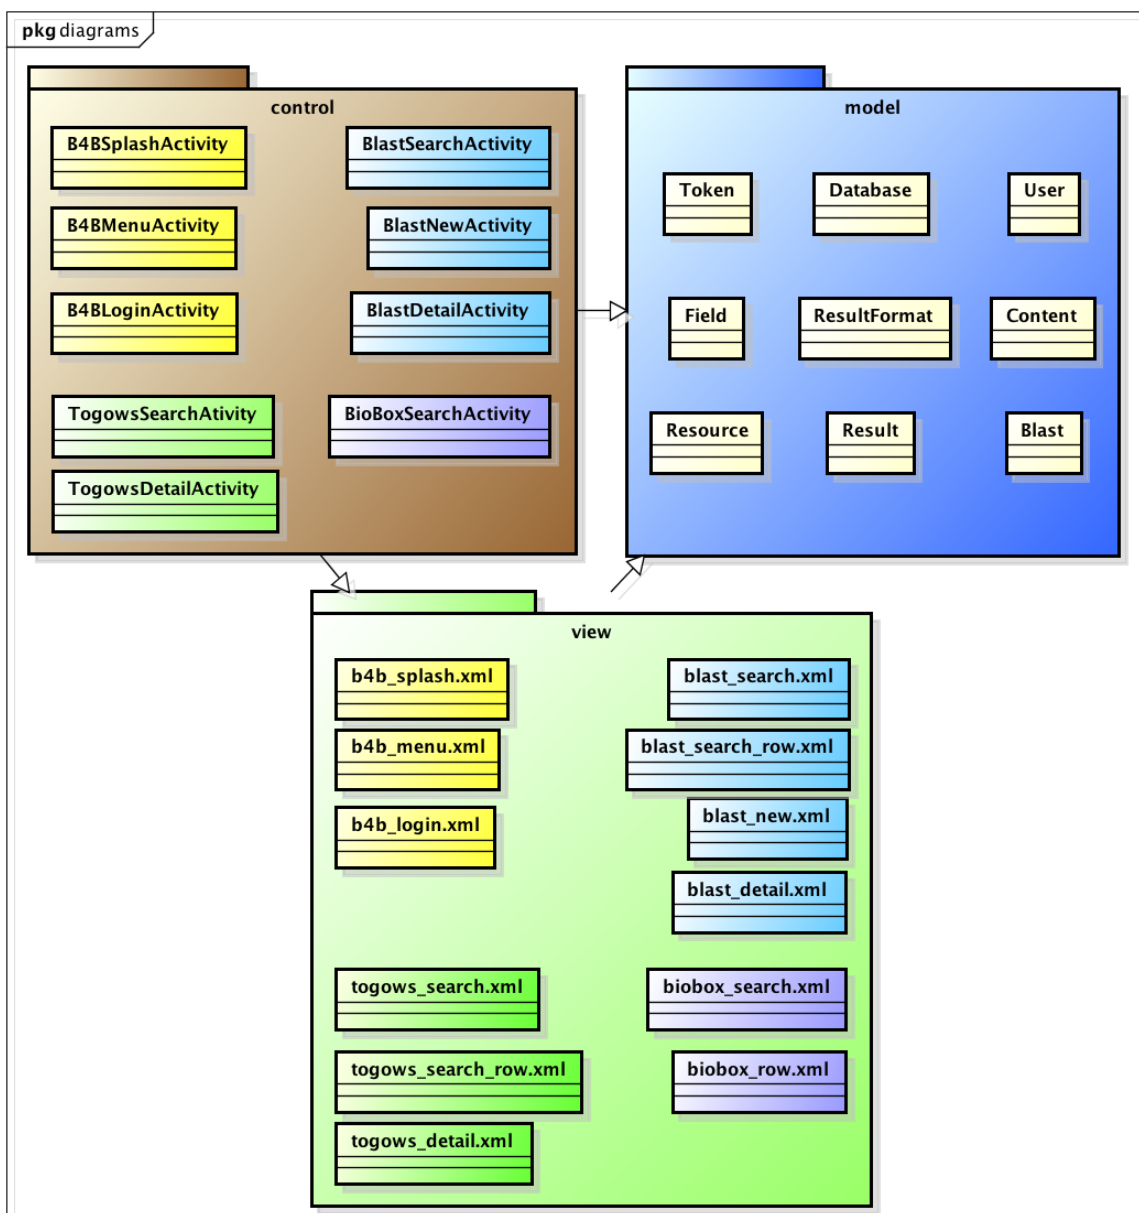 pkg diagrams
control
B4BSplashActivity
BlastSearchActivity
B4BMenuActivity
BlastNewActivity
B4BLoginActivity
BlastDetailActivity
TogowsSearchAtivity
BioBoxSearchActivity
TogowsDetailActivity
model
Token
Database
User
Field
ResultFormat
Content
Resource
Result
Blast
view
b4b_splash.xml
blast_search.xml
b4b_menu.xml
blast_search_row.xml
b4b_login.xml
blast_new.xml
blast_detail.xml
togows_search.xml
biobox_search.xml
togows_search_row.xml
biobox_row.xml
togows_detail.xml